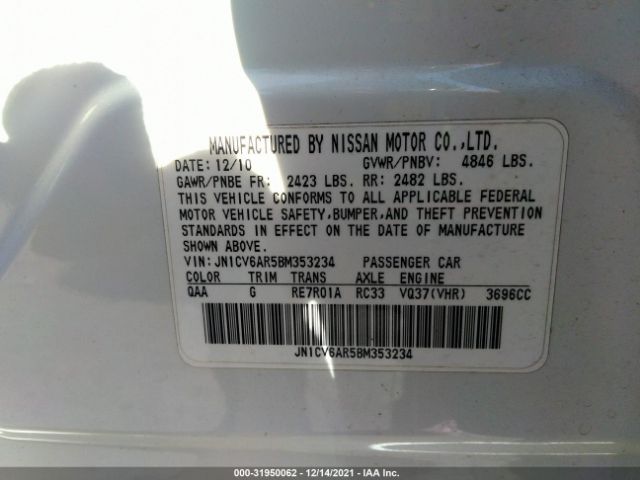 MANUFACTURED BY NISSAN MOTOR CO.,LTD.
DATE: 12/10 GVWR/PNBV: 4846 LBS.
GAWR/PNBE FR: 2423 LBS. RR: 2482 LBS.
THIS VEHICLE CONFORMS TO ALL APPLICABLE FEDERAL
MOTOR VEHICLE SAFETY,BUMPER,AND THEFT PREVENTION
STANDARDS IN EFFECT ON THE DATE OF MANUFACTURE
SHOWN ABOVE.
VIN:JN1CV6AR5BM353234 PASSENGER CAR
COLOR TRIM TRANS AXLE ENGINE
QAA G RE7R01A RC33 VQ37(VHR) 3696CC
JN1CV6AR5BM353234
000-31950062 - 12/14/2021 - IAA Inc.